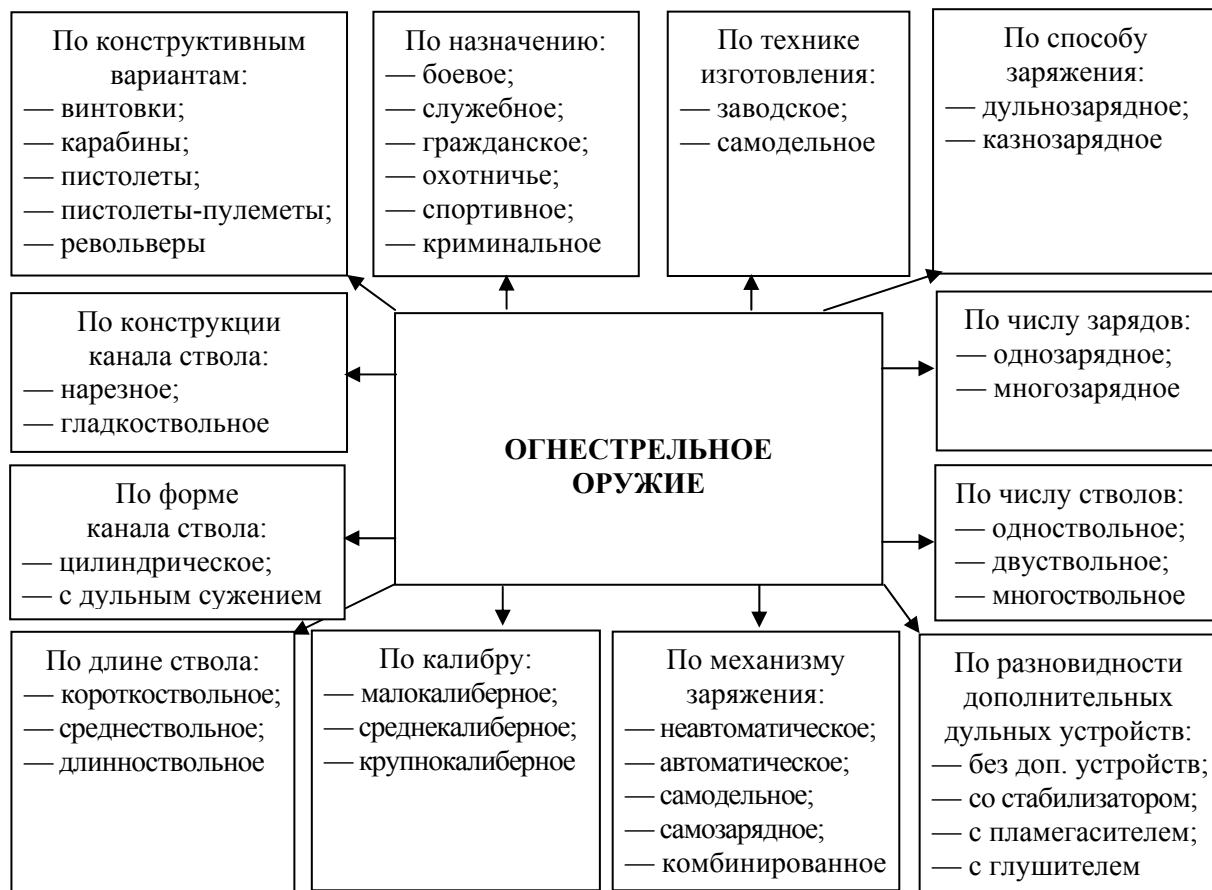 По конструктивным
вариантам:
— винтовки;
— карабины;
— пистолеты;
— пистолеты-пулеметы;
— револьверы
По назначению:
— боевое;
— служебное;
— гражданское;
— охотничье;
— спортивное;
— криминальное
По технике
изготовления:
— заводское;
— самодельное
По способу
заряжения:
— дульнозарядное;
— казнозарядное
По конструкции
канала ствола:
— нарезное;
— гладкоствольное
ОГНЕСТРЕЛЬНОЕ
ОРУЖИЕ
По числу зарядов:
— однозарядное;
— многозарядное
По форме
канала ствола:
— цилиндрическое;
— с дульным сужением
По числу стволов:
— одноствольное;
— двуствольное;
— многоствольное
По длине ствола:
— короткоствольное;
— среднествольное;
— длинноствольное
По калибру:
— малокалиберное;
— среднекалиберное;
— крупнокалиберное
По механизму
заряжения:
— неавтоматическое;
— автоматическое;
— самодельное;
— самозарядное;
— комбинированное
По разновидности
дополнительных
дульных устройств:
— без доп. устройств;
— со стабилизатором;
— с пламегасителем;
— с глушителем